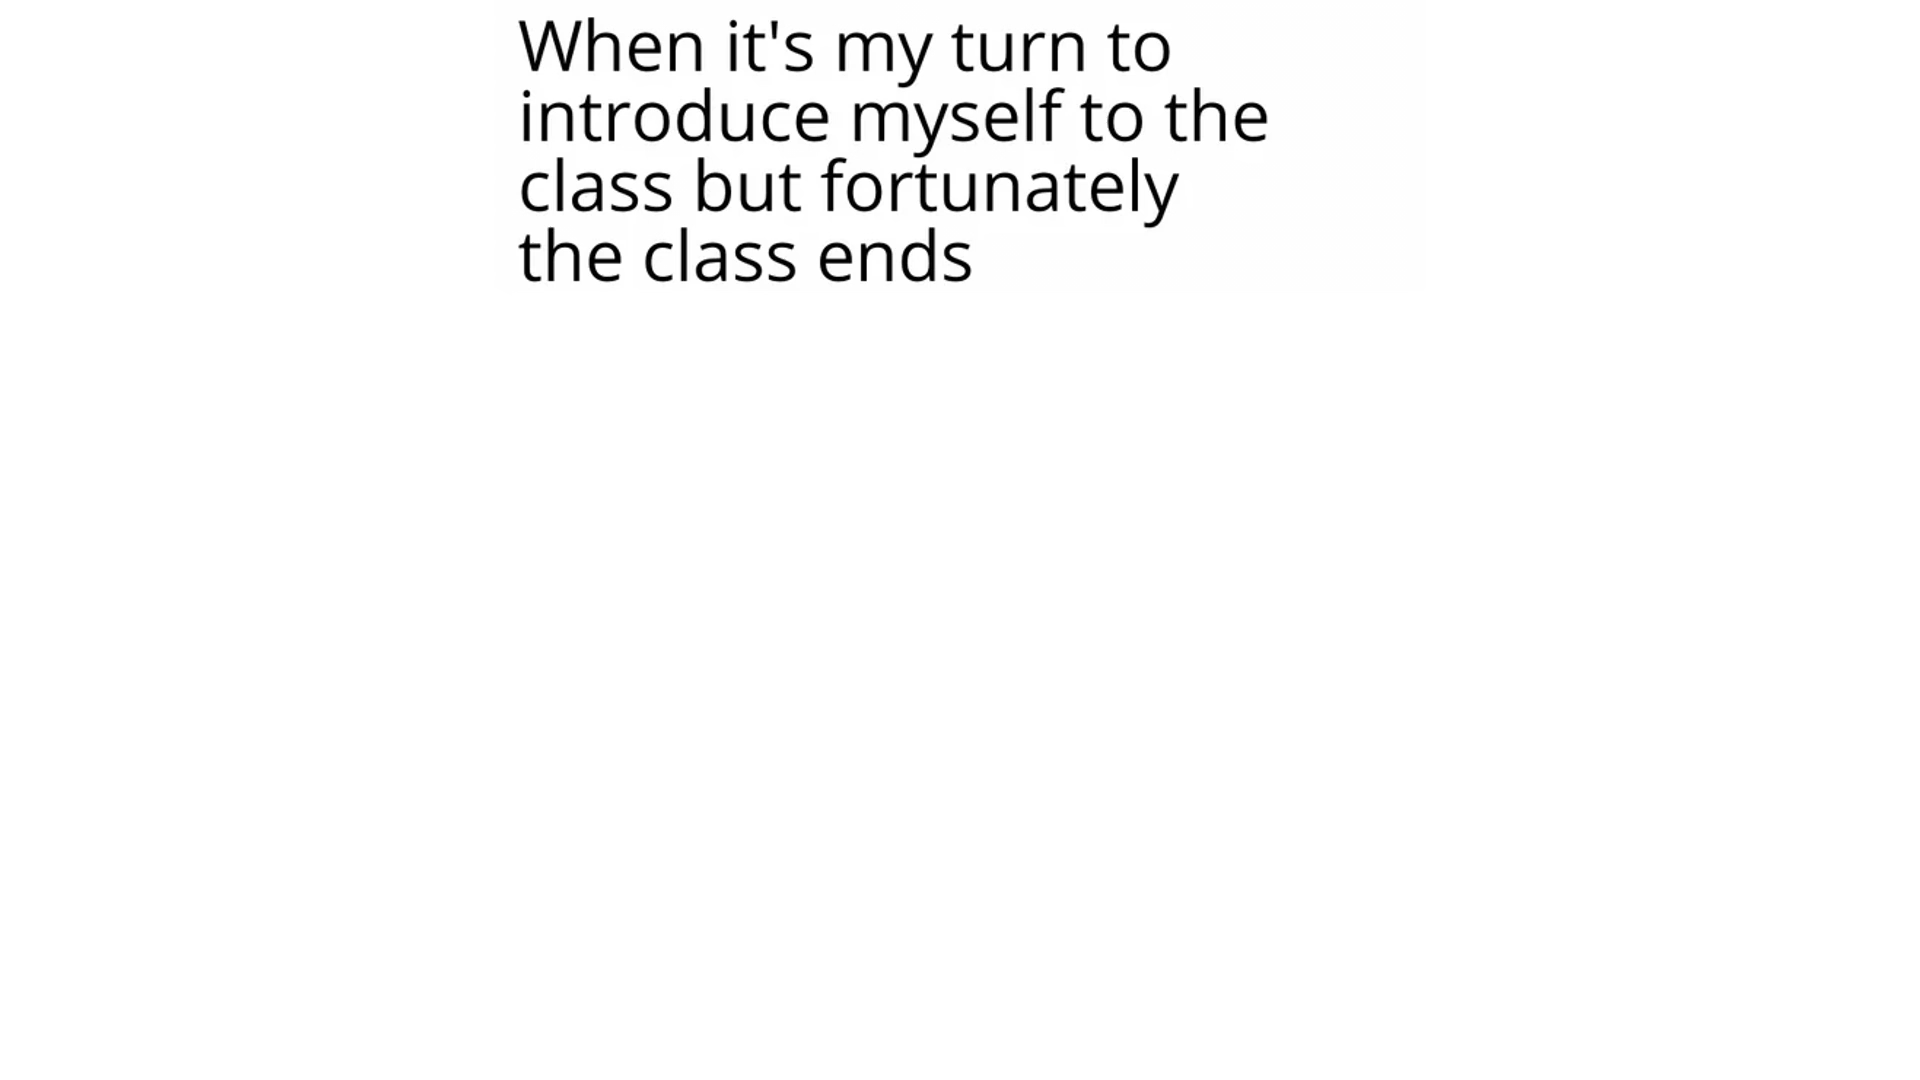 When it's my turn to
introduce myself to the
class but fortunately
the class ends